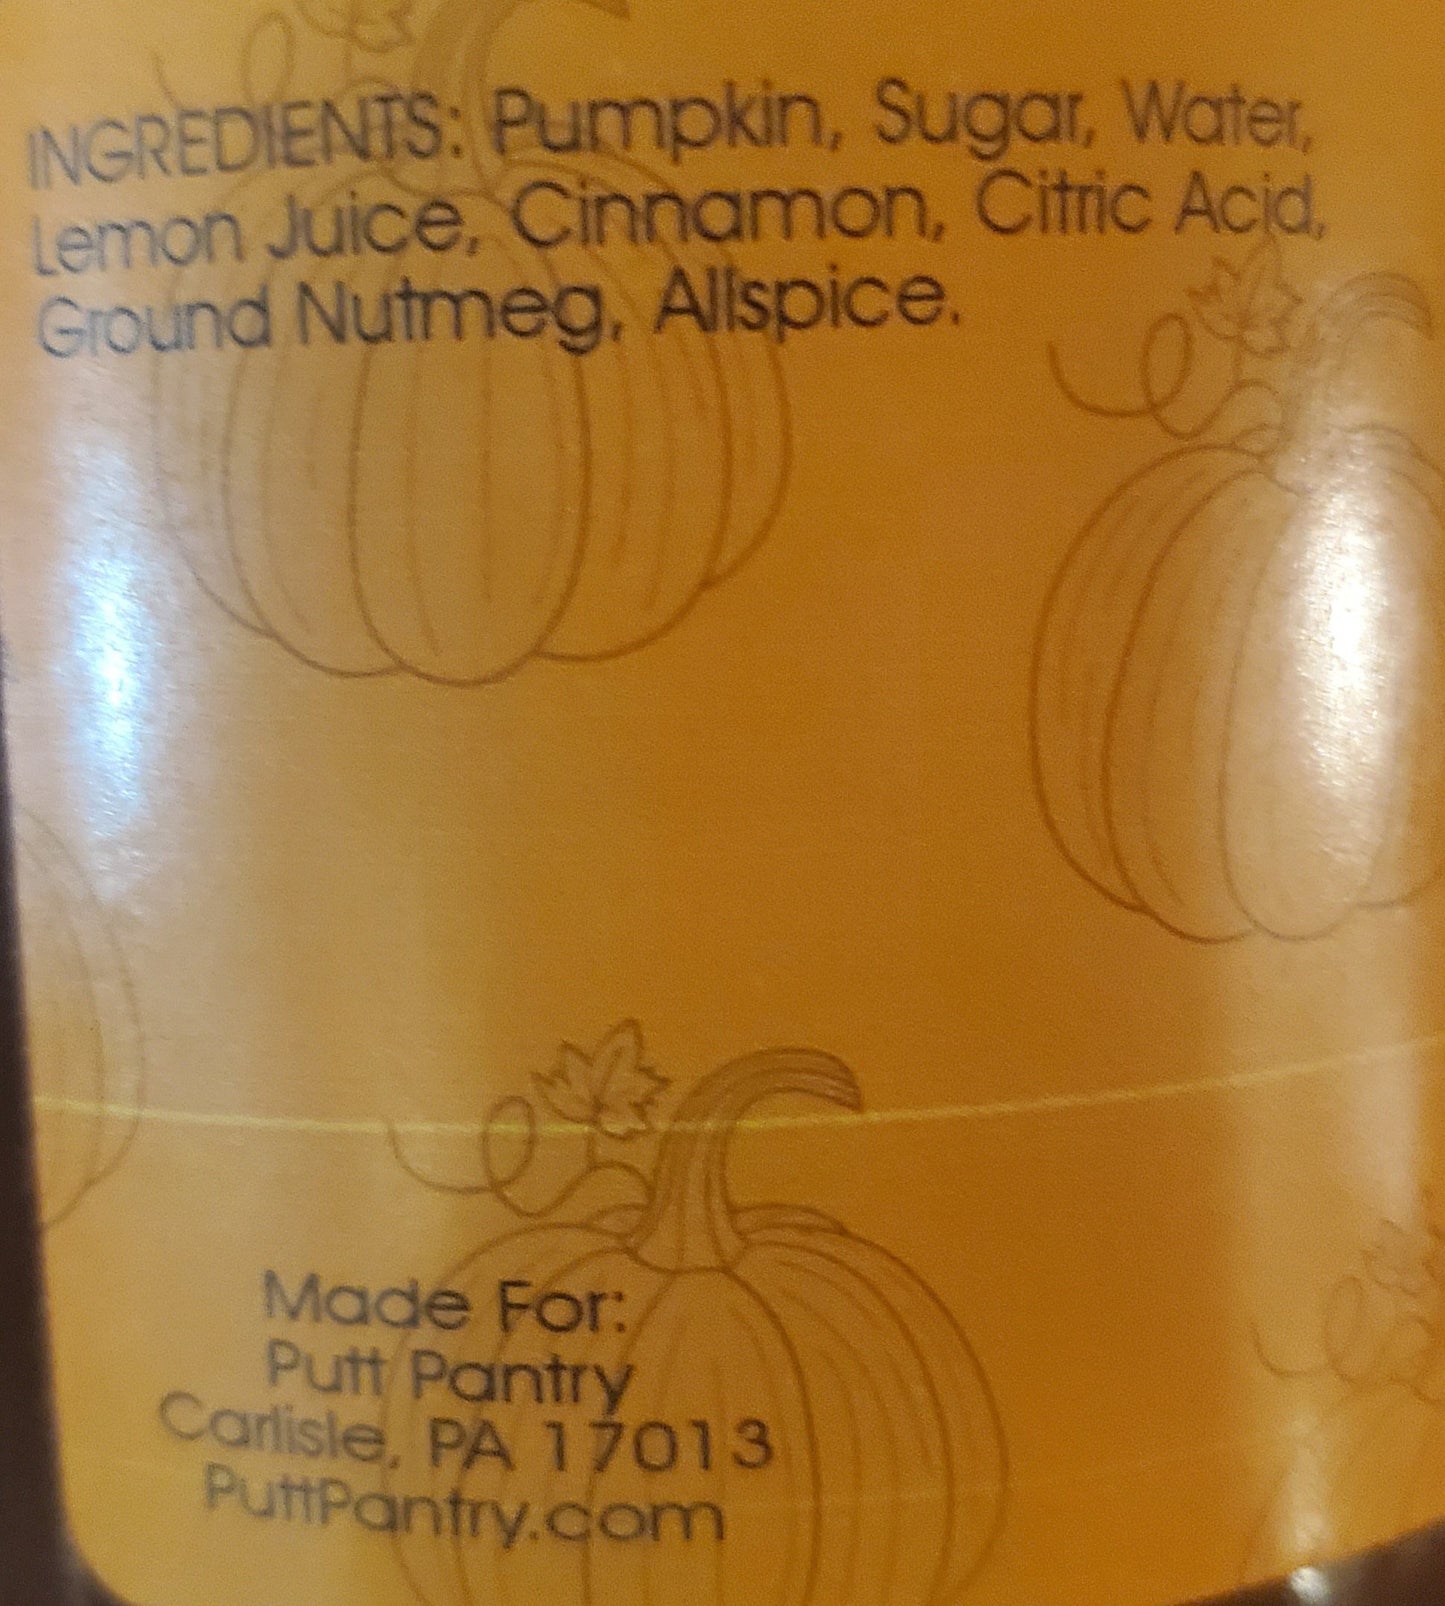 INGREDIENTS: Pumpkin, Sugar, Water,
Lemon Juice, Cinnamon, Citric Acid,
Ground Nutmeg, Allspice.
Made For:
Putt Pantry
Carlisle, PA 17013
PuttPantry.com